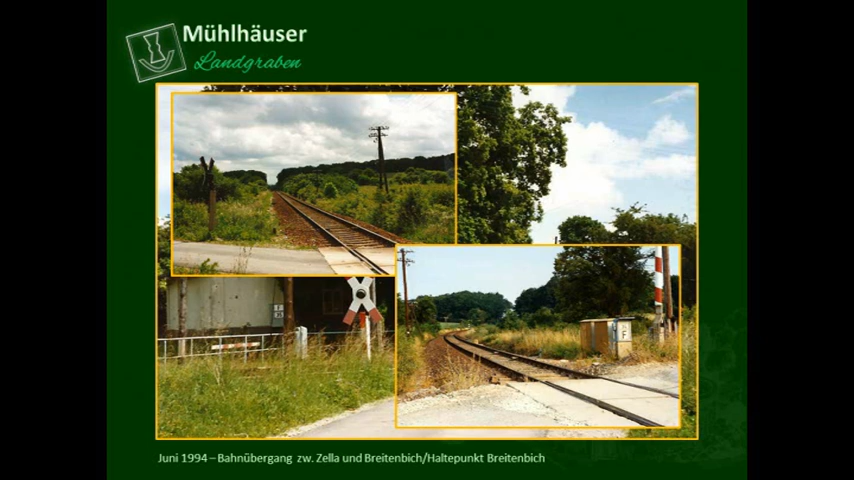 Mühlhäuser
Landgraben
F
Juni 1994 – Bahnübergang zw. Zella und Breitenbich/Haltepunkt Breitenbich